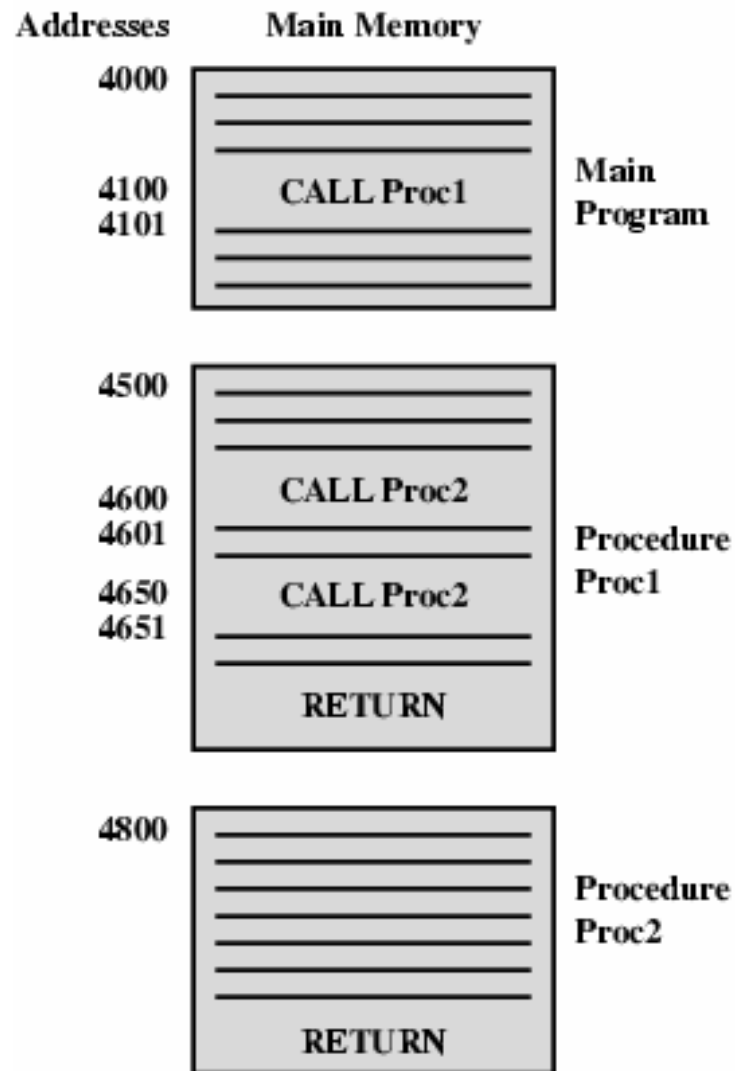 Addresses Main Memory
4000
4100 CALL Proc1
4101
Main
Program
4500
4600 CALL Proc2
4601
4650 CALL Proc2
4651
RETURN
Procedure
Proc1
4800
RETURN
Procedure
Proc2